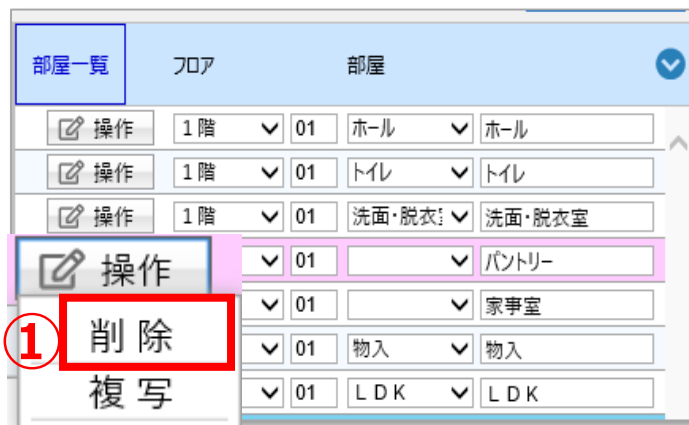 部屋一覧 フロア 部屋
操作 1階 01 ホール ホール
操作 1階 01 トイレ トイレ
操作 1階 01 洗面・脱衣 洗面・脱衣室
操作 01 パントリー
01 家事室
① 削除
01 物入 物入
複写 01 LDK LDK